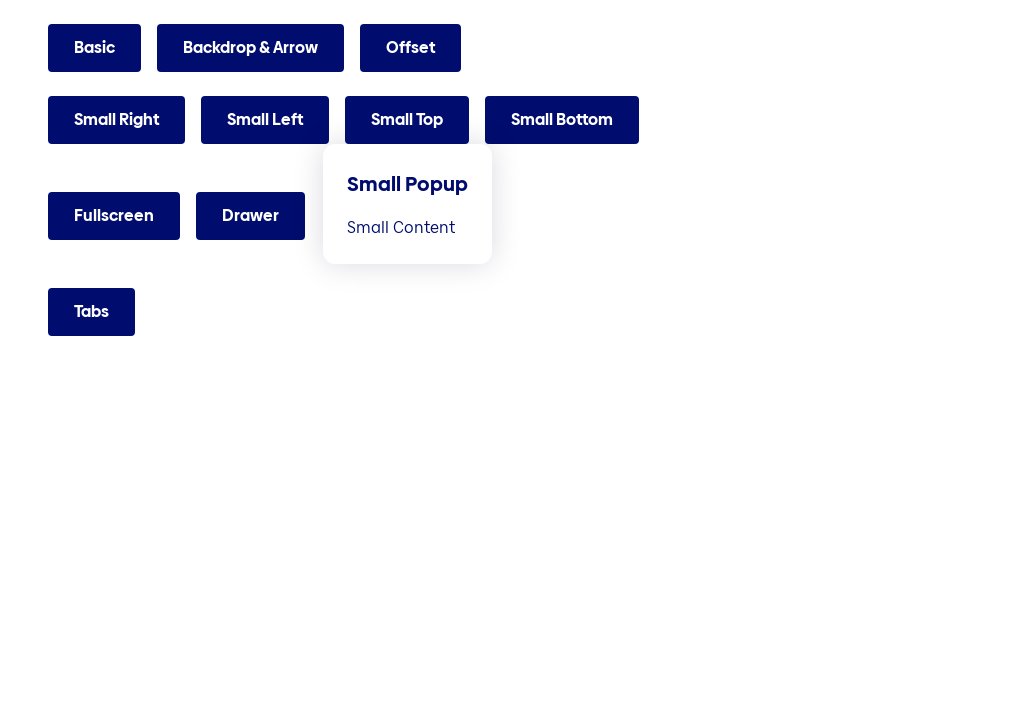 Basic
Backdrop & Arrow
Offset
Small Right
Small Left
Small Top
Small Bottom
Small Popup
Small Content
Fullscreen
Drawer
Tabs